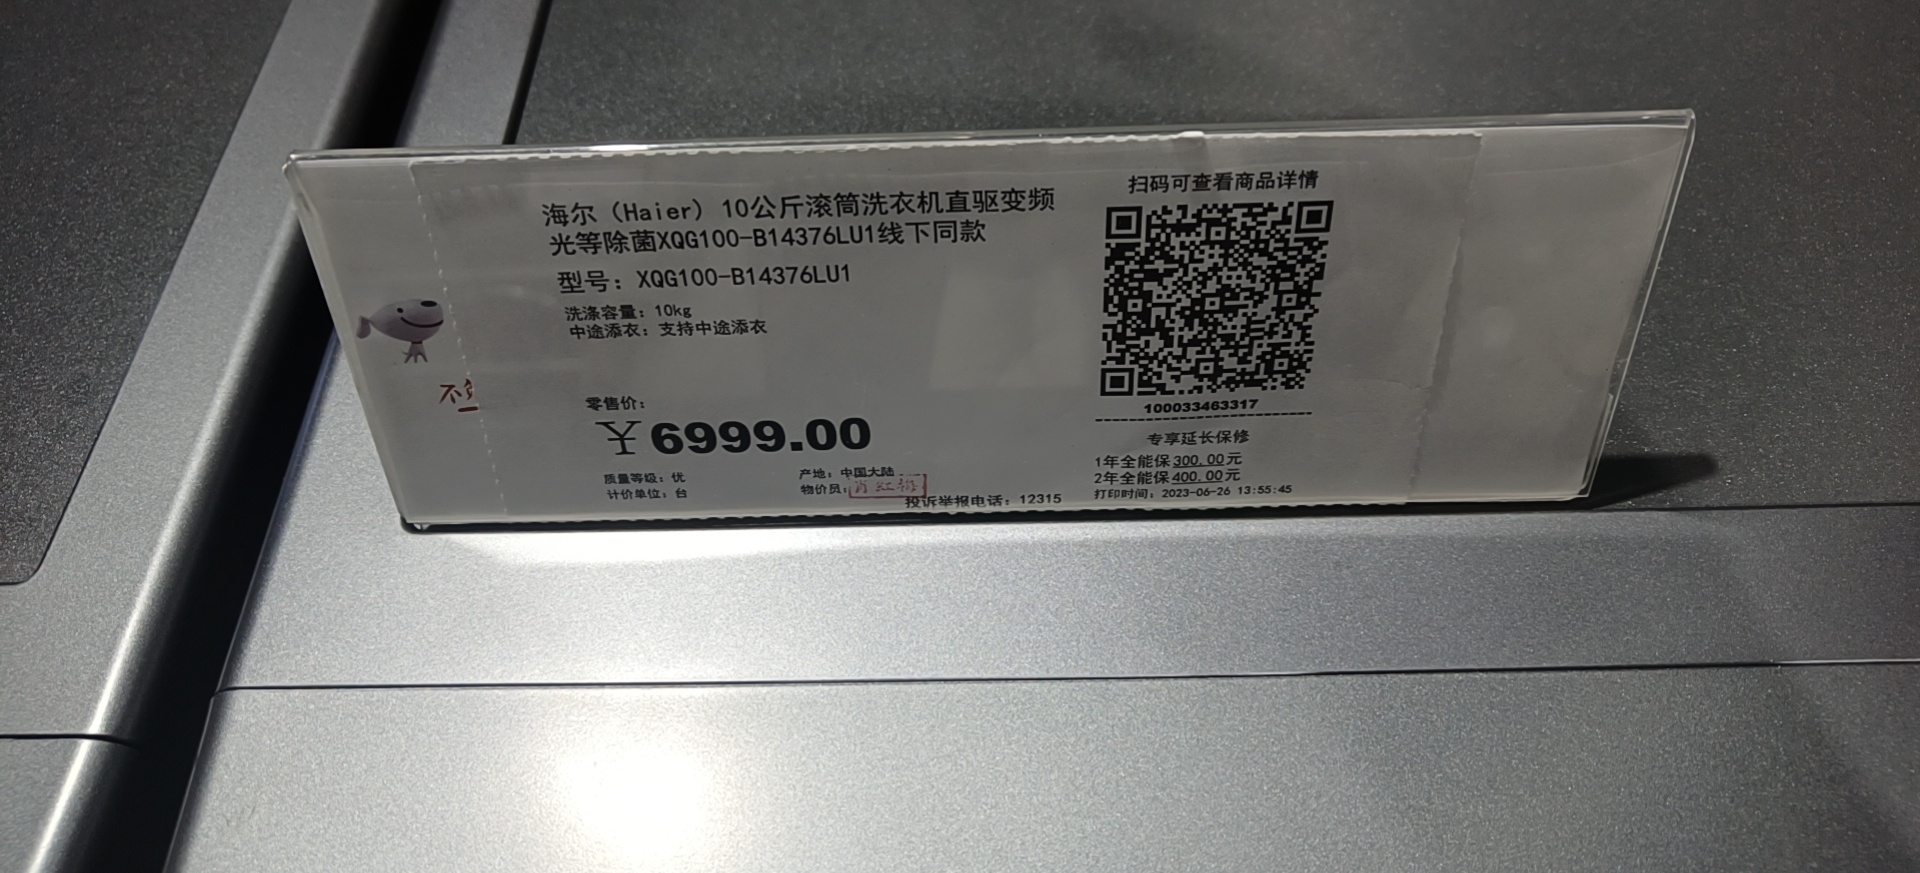 海尔（Haier）10公斤滚筒洗衣机直驱变频
光等除菌XQG100-B14376LU1线下同款
型号：XQG100-B14376LU1
洗涤容量：10kg
中途添衣：支持中途添衣
不
零售价：
￥6999.00
质量等级：优
产地：中国大陆
计价单位：台
物价员：
投诉举报电话：12315
扫码可查看商品详情
100033463317
专享延长保修
1年全能保300.00元
2年全能保400.00元
打印时间：2023-06-26 13:55:45